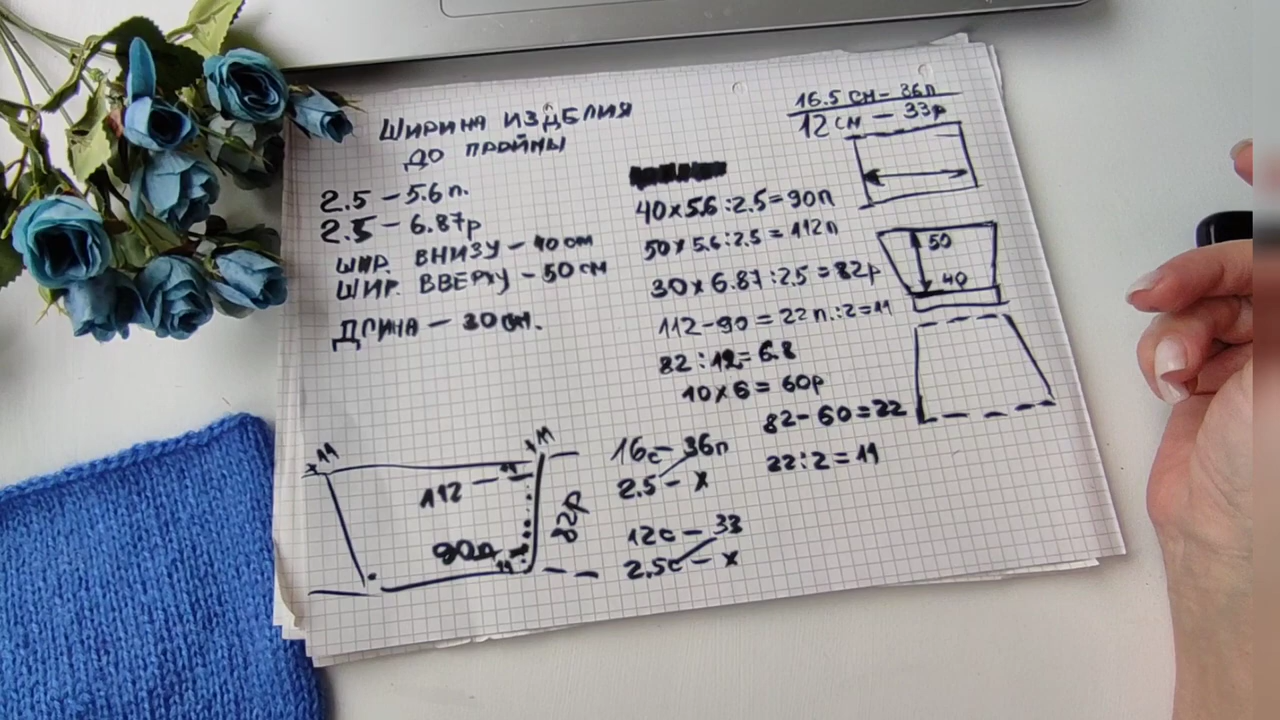 ШИРИНА ИЗДЕЛИЯ
ДО ПРОЙМЫ
2.5 – 5.6 п.
2.5 – 6.87р
ШИР. ВНИЗУ – 40 см
ШИР. ВВЕРХУ – 50 см
ДЛИНА – 30 см.
16.5 СМ – 36п
12 см – 33р
40 x 5.6 : 2.5 = 90п
50 x 5.6 : 2.5 = 112п
30 x 6.87 : 2.5 = 82р
112 – 90 = 22 п. : 2 = 11
82 : 12 = 6.8
10 x 6 = 60р
82 – 60 = 22
22 : 2 = 11
50
40
16с – 36п
2.5 – x
12с – 33
2.5с – x
x 11
x 11
112
90п
82р